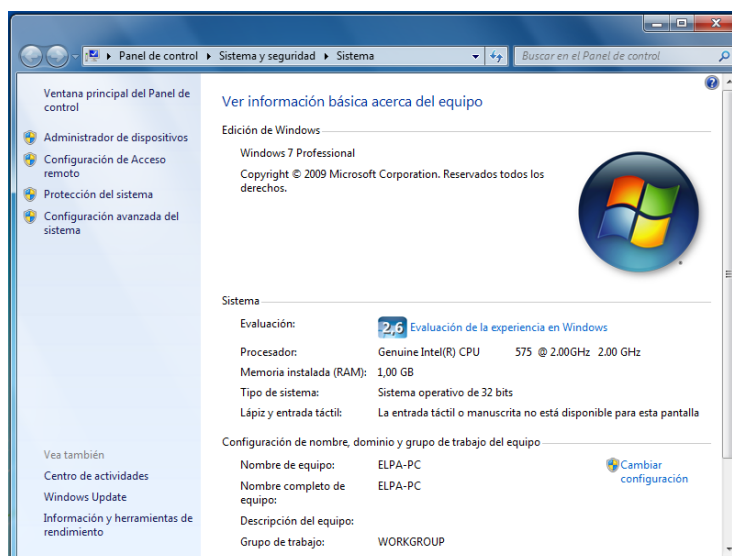 Panel de control ▸ Sistema y seguridad ▸ Sistema
Buscar en el Panel de control
Ventana principal del Panel de
control
Administrador de dispositivos
Configuración de Acceso
remoto
Protección del sistema
Configuración avanzada del
sistema
Ver información básica acerca del equipo
Edición de Windows
Windows 7 Professional
Copyright © 2009 Microsoft Corporation. Reservados todos los
derechos.
Sistema
Evaluación: 2,6 Evaluación de la experiencia en Windows
Procesador: Genuine Intel(R) CPU 575 @ 2.00GHz 2.00 GHz
Memoria instalada (RAM): 1,00 GB
Tipo de sistema: Sistema operativo de 32 bits
Lápiz y entrada táctil: La entrada táctil o manuscrita no está disponible para esta pantalla
Configuración de nombre, dominio y grupo de trabajo del equipo
Nombre de equipo: ELPA-PC
Cambiar
configuración
Nombre completo de
equipo: ELPA-PC
Descripción del equipo:
Grupo de trabajo: WORKGROUP
Vea también
Centro de actividades
Windows Update
Información y herramientas de
rendimiento